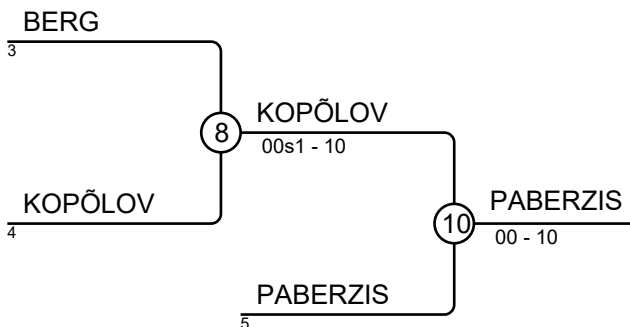 BERG
3
8
KOPÕLOV
00s1 - 10
KOPÕLOV
4
10
PABERZIS
00 - 10
PABERZIS
5